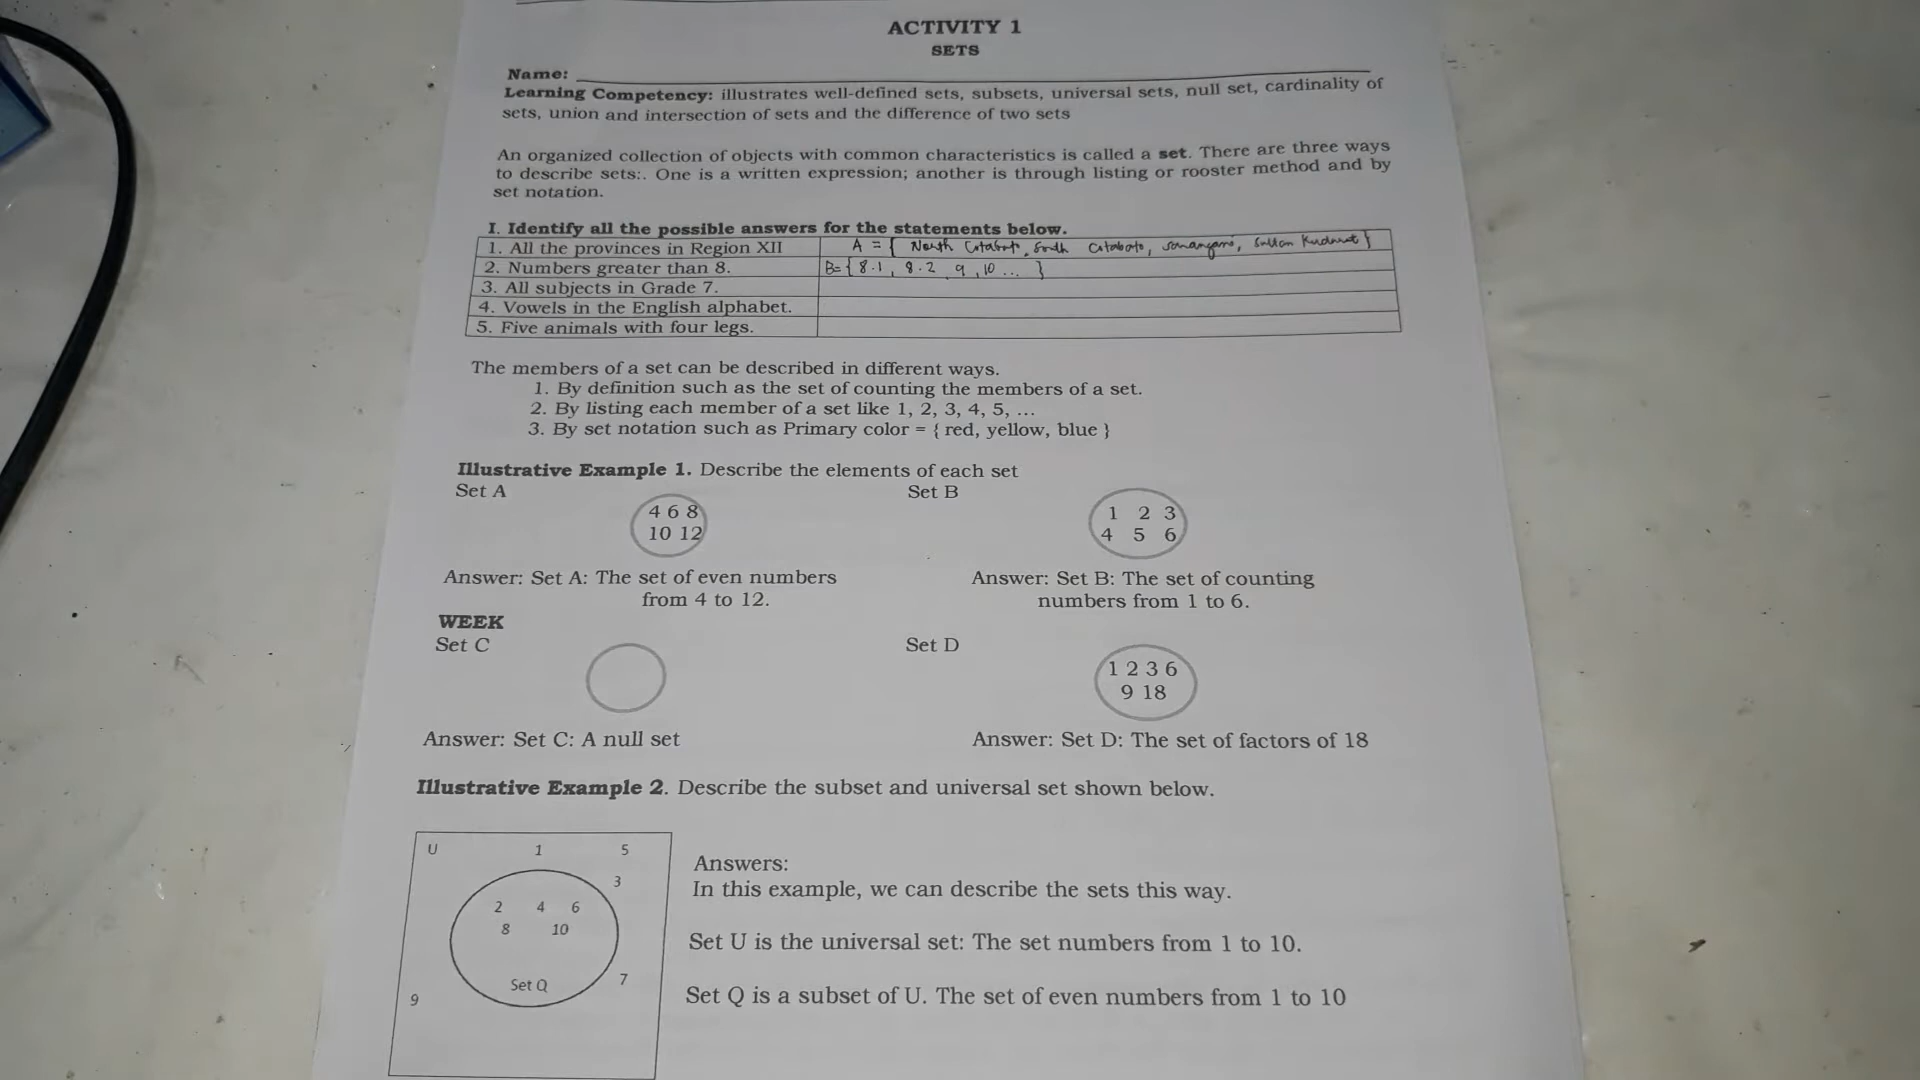 ACTIVITY 1
SETS
Name:
Learning Competency: illustrates well-defined sets, subsets, universal sets, null set, cardinality of
sets, union and intersection of sets and the difference of two sets
An organized collection of objects with common characteristics is called a set. There are three ways
to describe sets:. One is a written expression; another is through listing or rooster method and by
set notation.
I. Identify all the possible answers for the statements below.
1. All the provinces in Region XII A = { North Cotabato, South Cotabato, Sarangani, Sultan Kudarat }
2. Numbers greater than 8. B= { 8.1, 8.2 9, 10 ... }
3. All subjects in Grade 7.
4. Vowels in the English alphabet.
5. Five animals with four legs.
The members of a set can be described in different ways.
1. By definition such as the set of counting the members of a set.
2. By listing each member of a set like 1, 2, 3, 4, 5, ...
3. By set notation such as Primary color = { red, yellow, blue }
Illustrative Example 1. Describe the elements of each set
Set A Set B
4 6 8 1 2 3
10 12 4 5 6
Answer: Set A: The set of even numbers Answer: Set B: The set of counting
from 4 to 12. numbers from 1 to 6.
WEEK
Set C Set D
1 2 3 6
9 18
Answer: Set C: A null set Answer: Set D: The set of factors of 18
Illustrative Example 2. Describe the subset and universal set shown below.
U 1 5
3
2 4 6
8 10
Set Q 7
9
Answers:
In this example, we can describe the sets this way.
Set U is the universal set: The set numbers from 1 to 10.
Set Q is a subset of U. The set of even numbers from 1 to 10